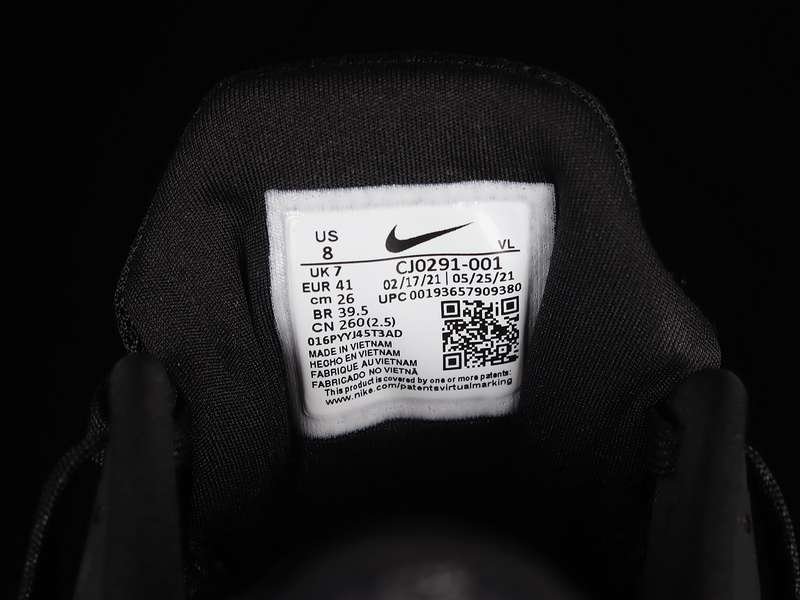 US
8
VL
UK 7
CJ0291-001
EUR 41
02/17/21 | 05/25/21
cm 26
UPC 00193657909380
BR 39.5
CN 260(2.5)
016PYYJ45T3AD
MADE IN VIETNAM
HECHO EN VIETNAM
FABRIQUE AU VIETNAM
FABRICADO NO VIETNÃ
This product is covered by one or more patents:
www.nike.com/patentsvirtualmarking